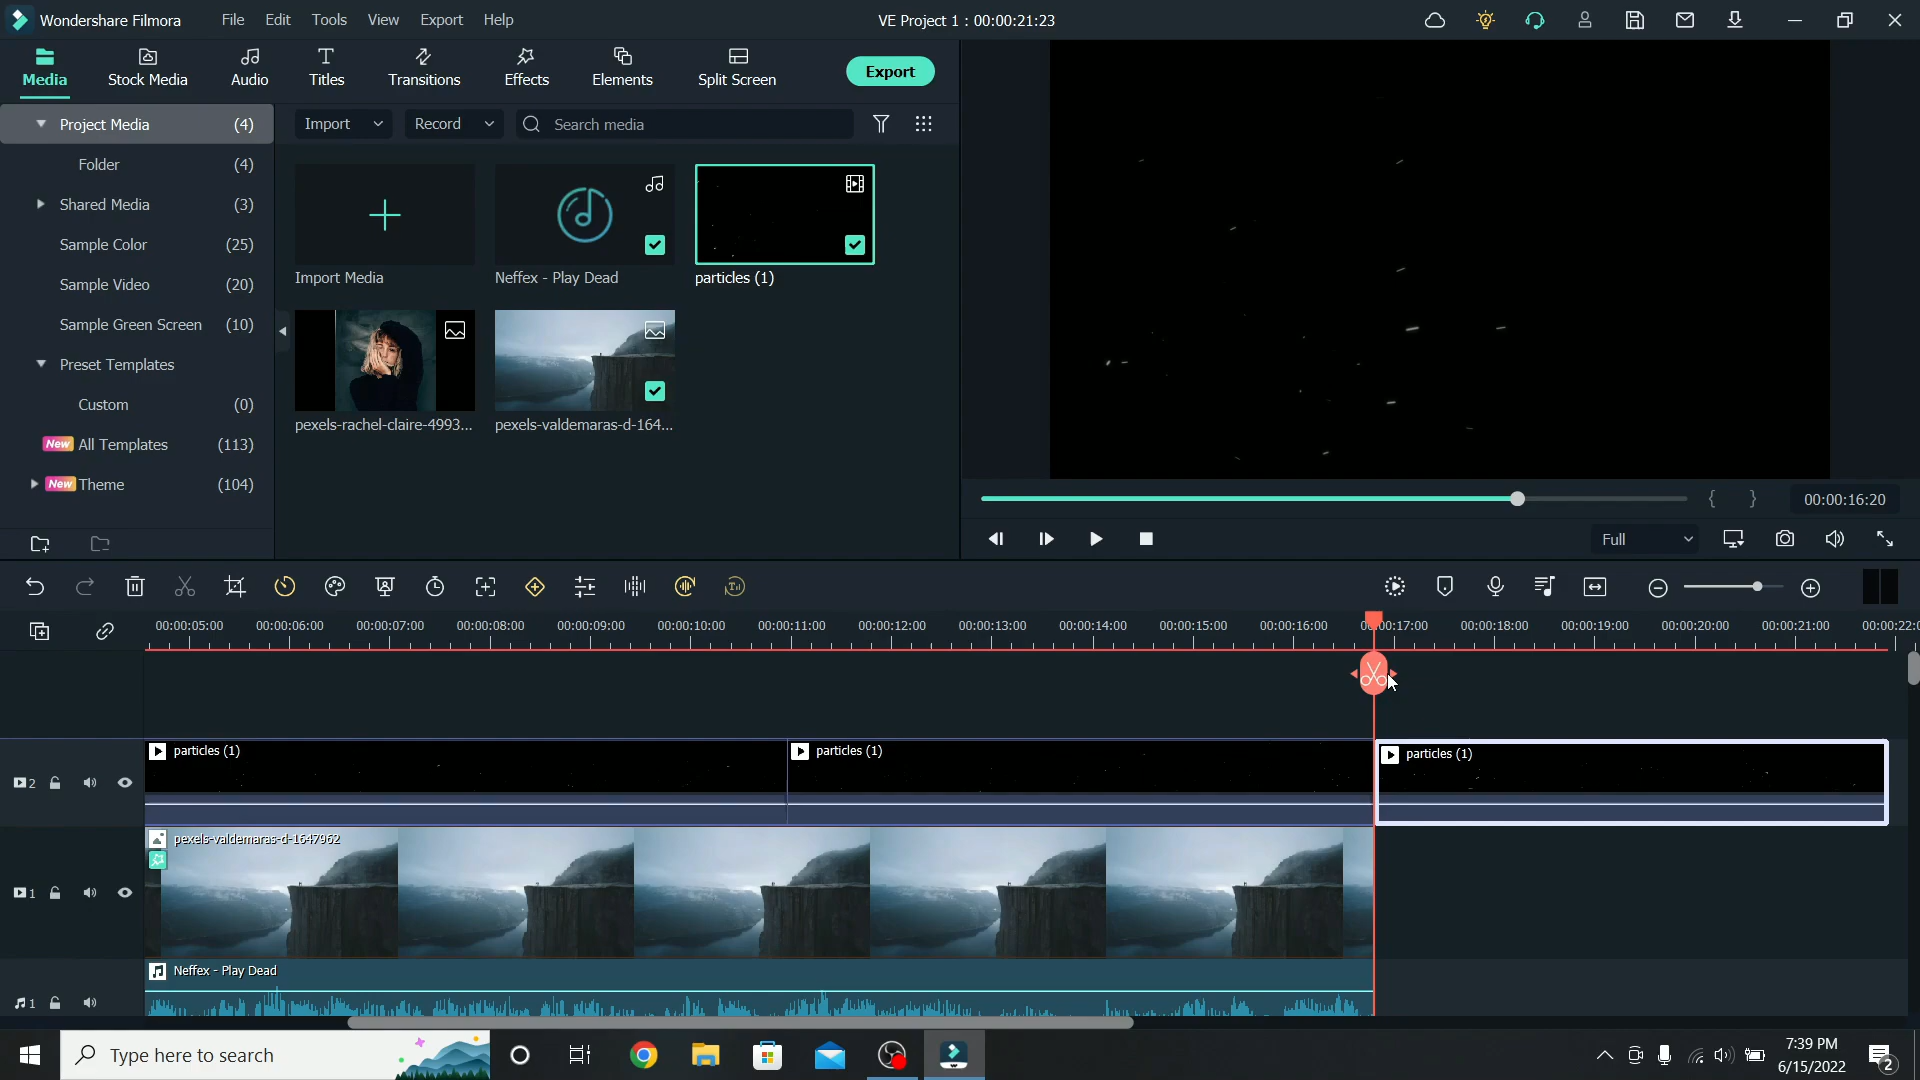 Wondershare Filmora
File Edit Tools View Export Help
VE Project 1 : 00:00:21:23
Media Stock Media Audio Titles Transitions Effects Elements Split Screen
Export
Project Media (4)
Folder (4)
Shared Media (3)
Sample Color (25)
Sample Video (20)
Sample Green Screen (10)
Preset Templates
Custom (0)
New All Templates (113)
New Theme (104)
Import Record Search media
Import Media
Neffex - Play Dead
particles (1)
pexels-rachel-claire-4993...
pexels-valdemaras-d-164...
{ } 00:00:16:20
Full
00:00:05:00 00:00:06:00 00:00:07:00 00:00:08:00 00:00:09:00 00:00:10:00 00:00:11:00 00:00:12:00 00:00:13:00 00:00:14:00 00:00:15:00 00:00:16:00 00:00:17:00 00:00:18:00 00:00:19:00 00:00:20:00 00:00:21:00 00:00:22:0
2
particles (1)
particles (1)
particles (1)
1
pexels-valdemaras-d-1647962
1
Neffex - Play Dead
Type here to search
7:39 PM
6/15/2022
2